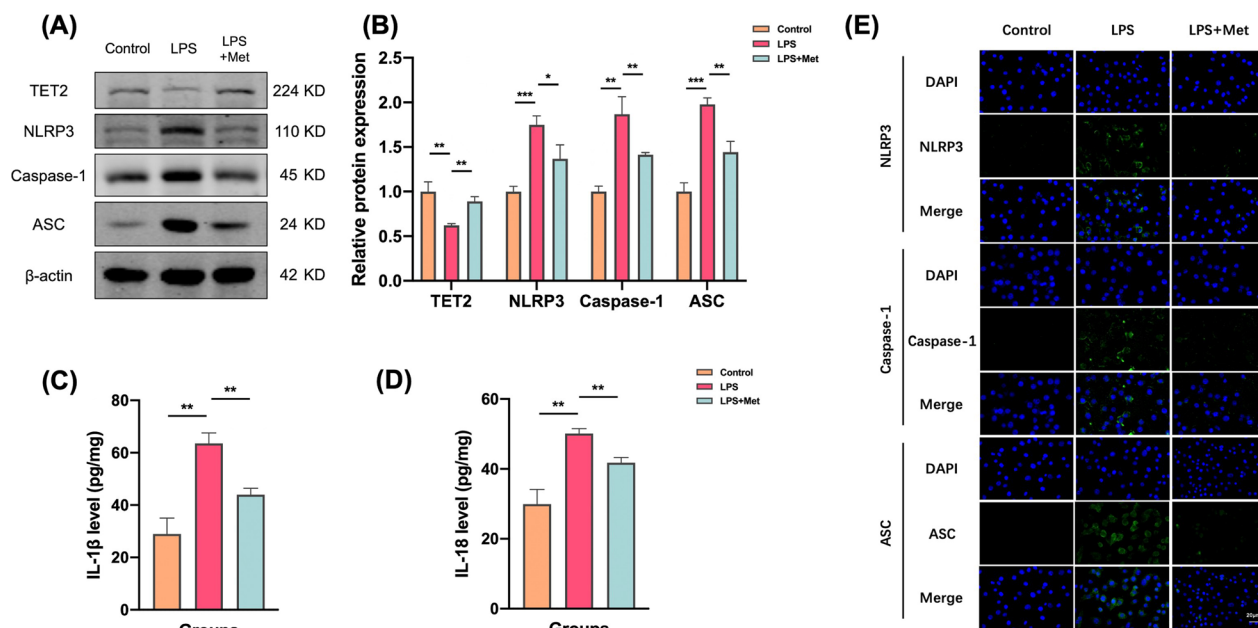 (A)
Control
LPS
LPS
+Met
TET2
224 KD
NLRP3
110 KD
Caspase-1
45 KD
ASC
24 KD
β-actin
42 KD
(B)
Control
LPS
LPS+Met
Relative protein expression
2.5
2.0
1.5
1.0
0.5
0.0
** **
*** *
** **
*** **
TET2 NLRP3 Caspase-1 ASC
(C)
IL-1β level (pg/mg)
80
60
40
20
0
** **
Groups
(D)
Control
LPS
LPS+Met
IL-18 level (pg/mg)
60
40
20
0
** **
Groups
(E)
Control LPS LPS+Met
NLRP3
DAPI
NLRP3
Merge
Caspase-1
DAPI
Caspase-1
Merge
ASC
DAPI
ASC
Merge
20μm